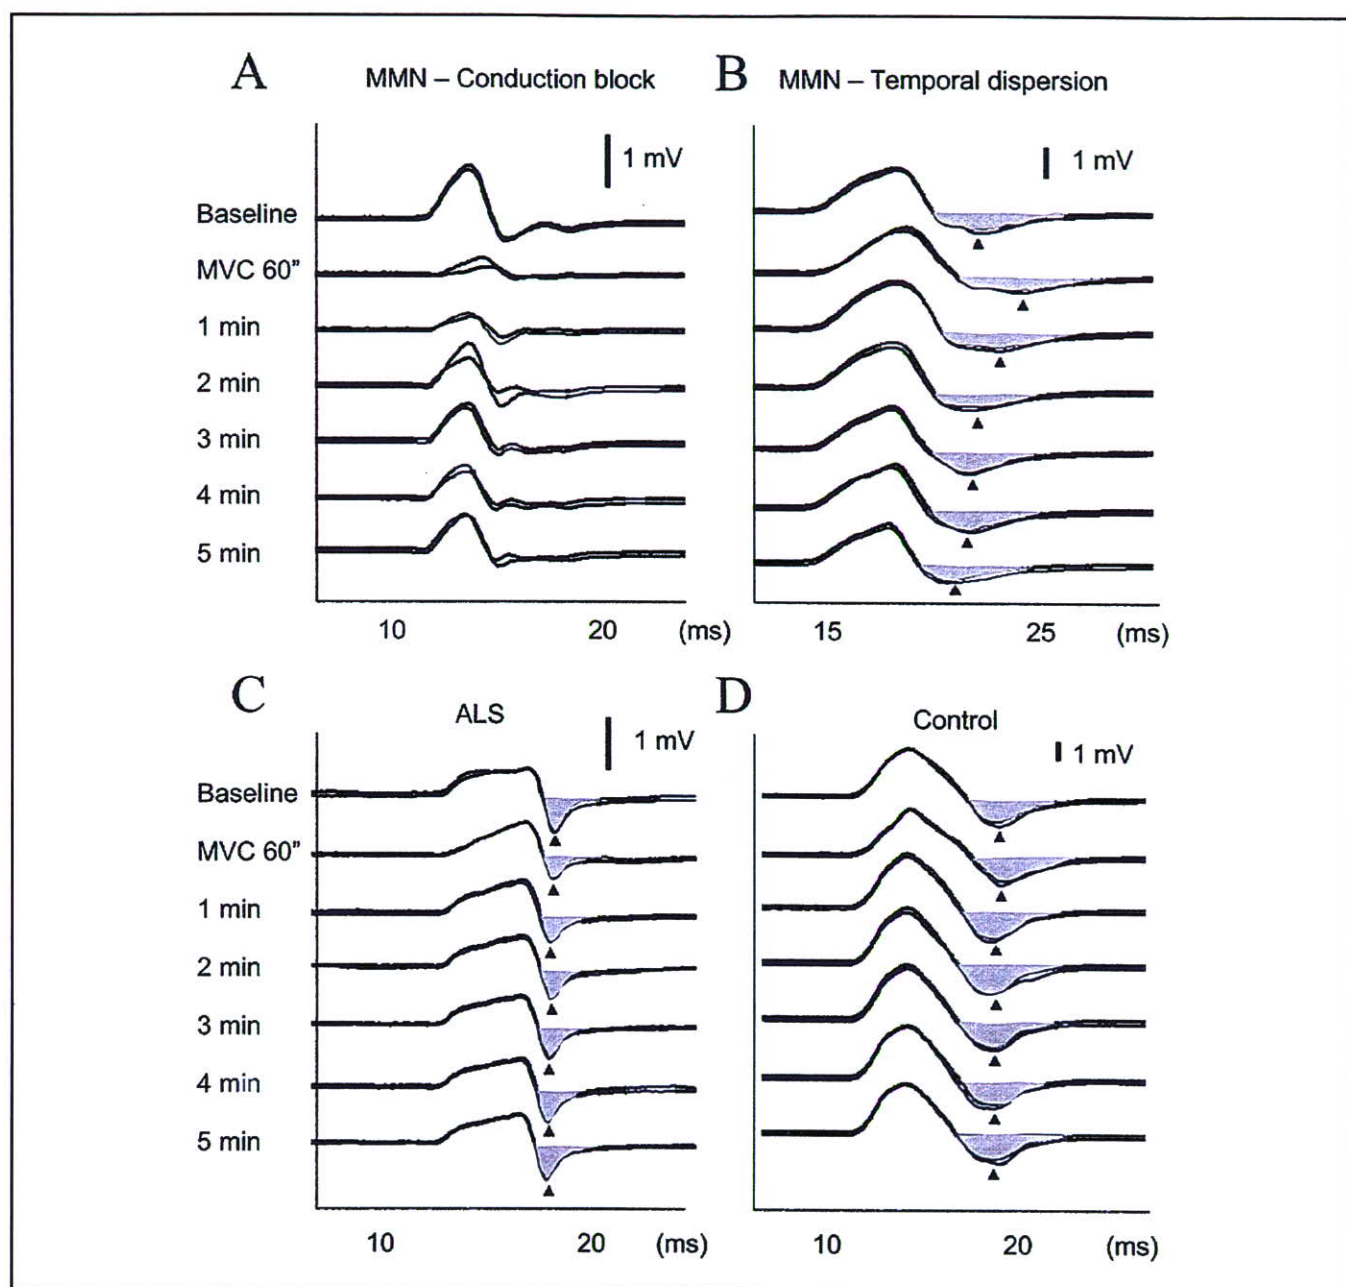 A
MMN – Conduction block
1 mV
Baseline
MVC 60”
1 min
2 min
3 min
4 min
5 min
10 20 (ms)
B
MMN – Temporal dispersion
1 mV
15 25 (ms)
C
ALS
1 mV
Baseline
MVC 60”
1 min
2 min
3 min
4 min
5 min
10 20 (ms)
D
Control
1 mV
10 20 (ms)